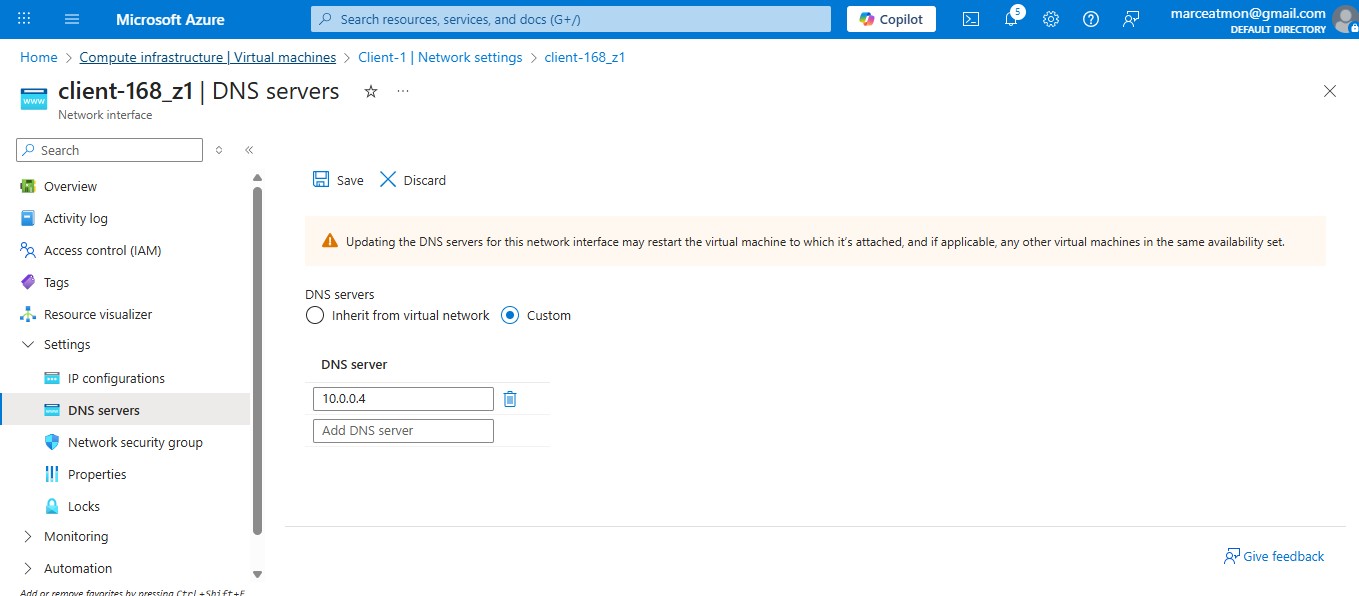 Microsoft Azure
Search resources, services, and docs (G+/)
Copilot
5
marceatmon@gmail.com
DEFAULT DIRECTORY
Home > Compute infrastructure | Virtual machines > Client-1 | Network settings > client-168_z1
www
client-168_z1 | DNS servers
Network interface
Search
Overview
Activity log
Access control (IAM)
Tags
Resource visualizer
Settings
IP configurations
DNS servers
Network security group
Properties
Locks
Monitoring
Automation
Add or remove favorites by pressing Ctrl+Shift+F
Save
Discard
Updating the DNS servers for this network interface may restart the virtual machine to which it's attached, and if applicable, any other virtual machines in the same availability set.
DNS servers
Inherit from virtual network
Custom
DNS server
10.0.0.4
Add DNS server
Give feedback